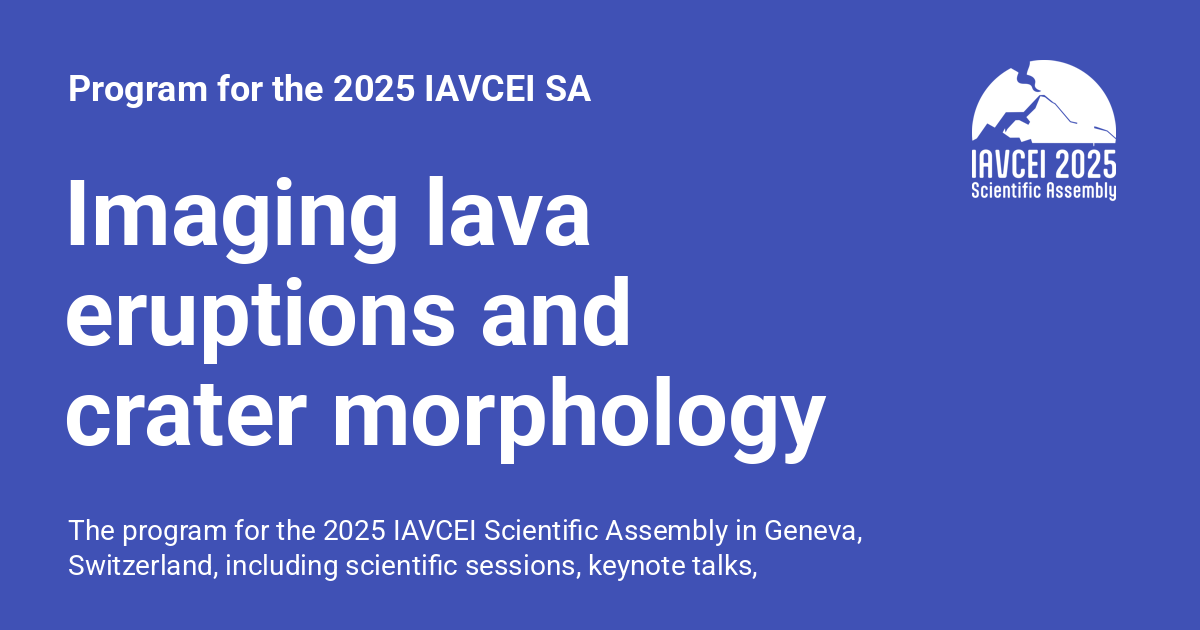 Program for the 2025 IAVCEI SA
IAVCEI 2025
Scientific Assembly
Imaging lava
eruptions and
crater morphology
The program for the 2025 IAVCEI Scientific Assembly in Geneva,
Switzerland, including scientific sessions, keynote talks,